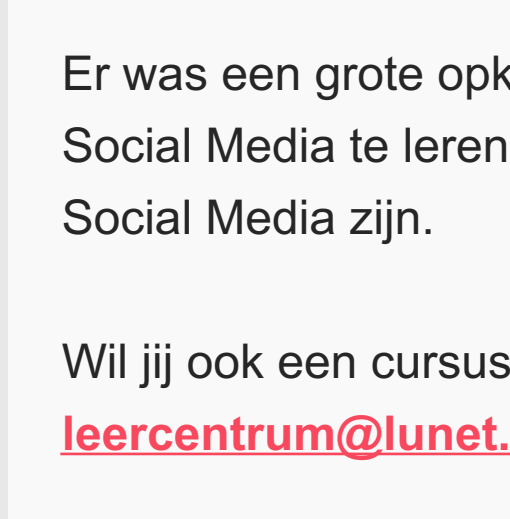 Er was een grote opk
Social Media te leren
Social Media zijn.
Wil jij ook een cursus
leercentrum@lunet.